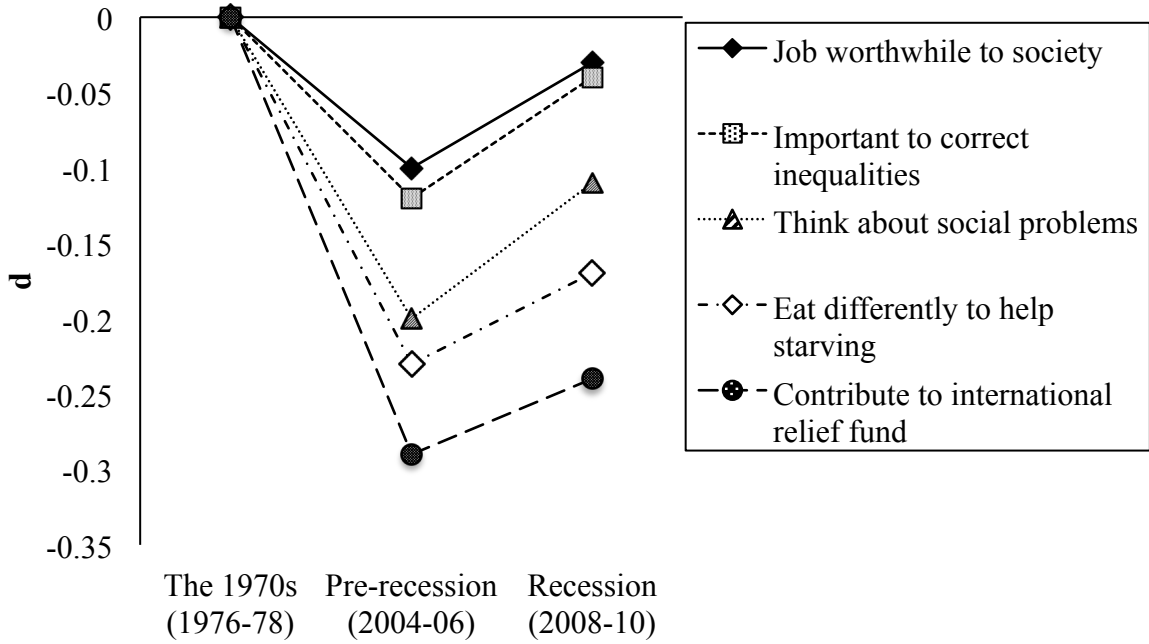 0
-0.05
-0.1
-0.15
-0.2
-0.25
-0.3
-0.35
d
The 1970s
(1976-78)
Pre-recession
(2004-06)
Recession
(2008-10)
Job worthwhile to society
Important to correct
inequalities
Think about social problems
Eat differently to help
starving
Contribute to international
relief fund